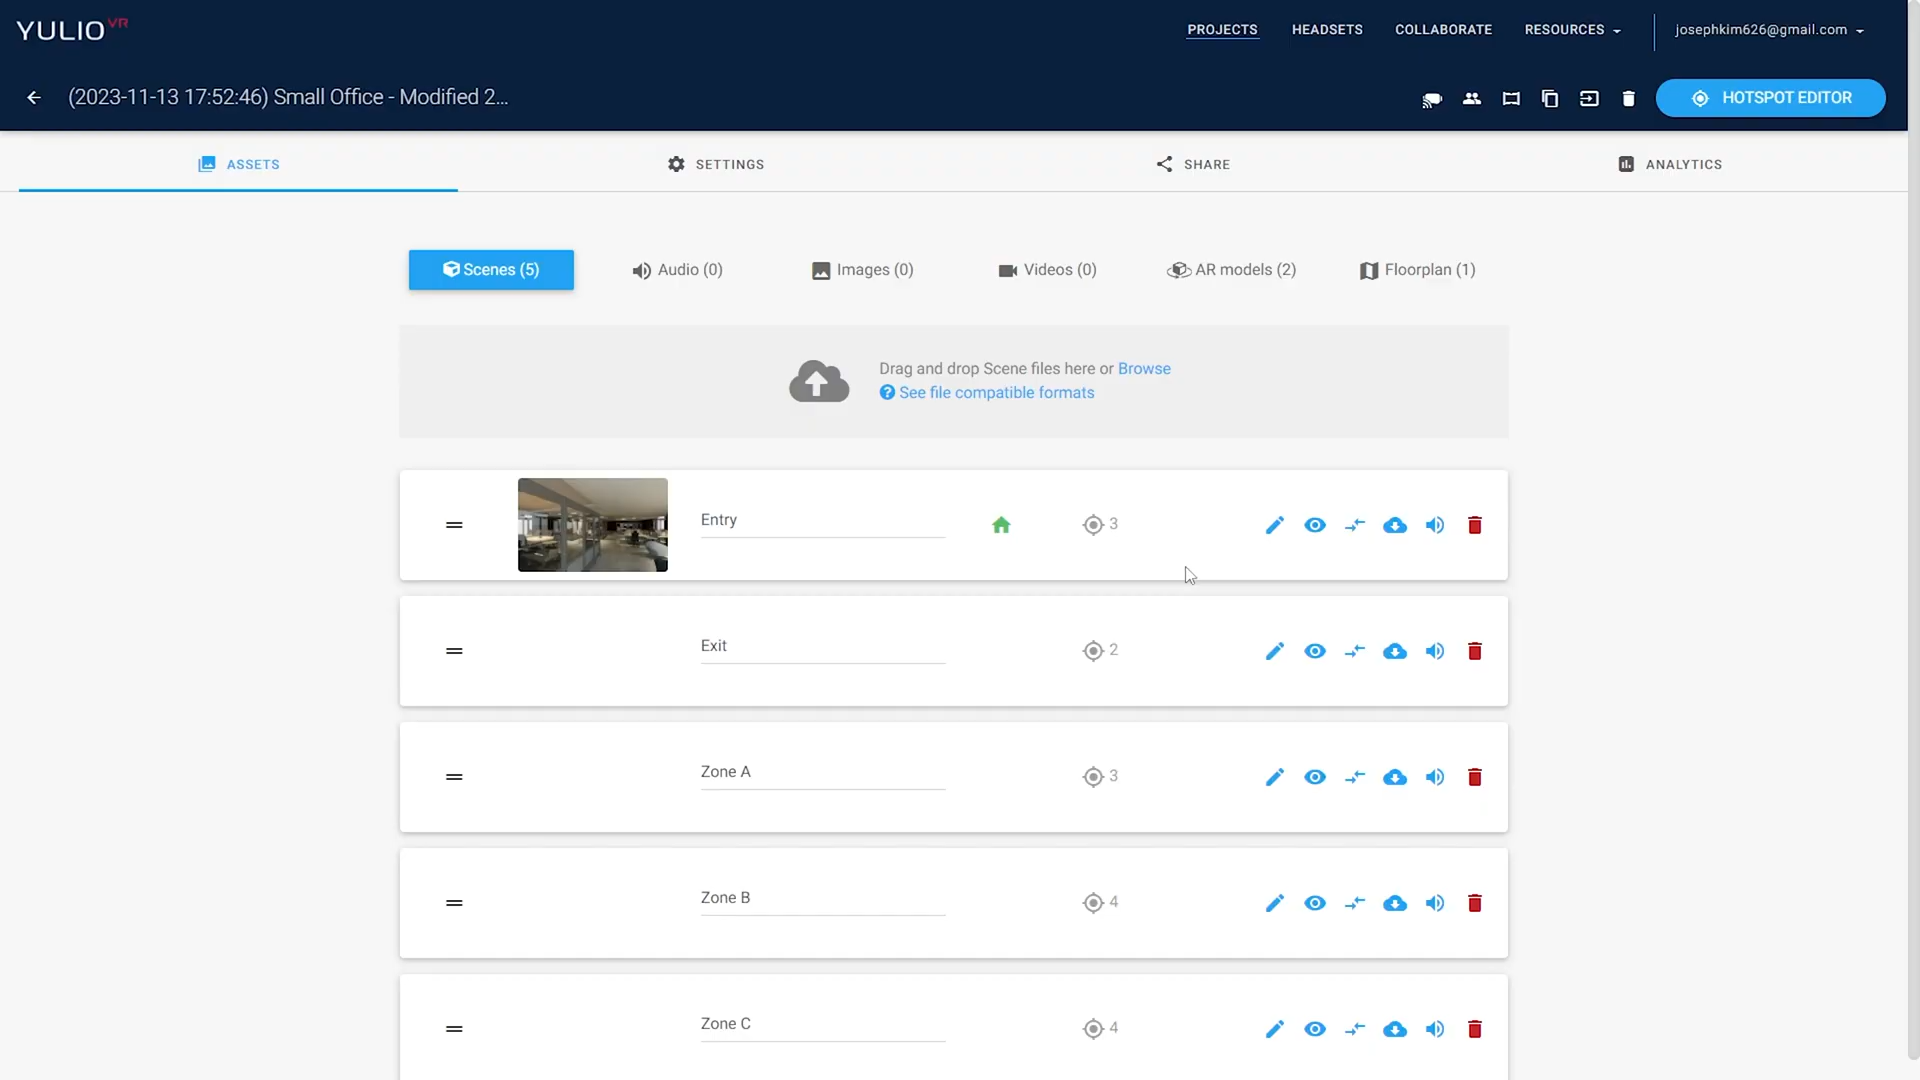 YULIO VR
PROJECTS
HEADSETS
COLLABORATE
RESOURCES
josephkim626@gmail.com
(2023-11-13 17:52:46) Small Office - Modified 2...
HOTSPOT EDITOR
ASSETS
SETTINGS
SHARE
ANALYTICS
Scenes (5)
Audio (0)
Images (0)
Videos (0)
AR models (2)
Floorplan (1)
Drag and drop Scene files here or Browse
See file compatible formats
Entry
3
Exit
2
Zone A
3
Zone B
4
Zone C
4